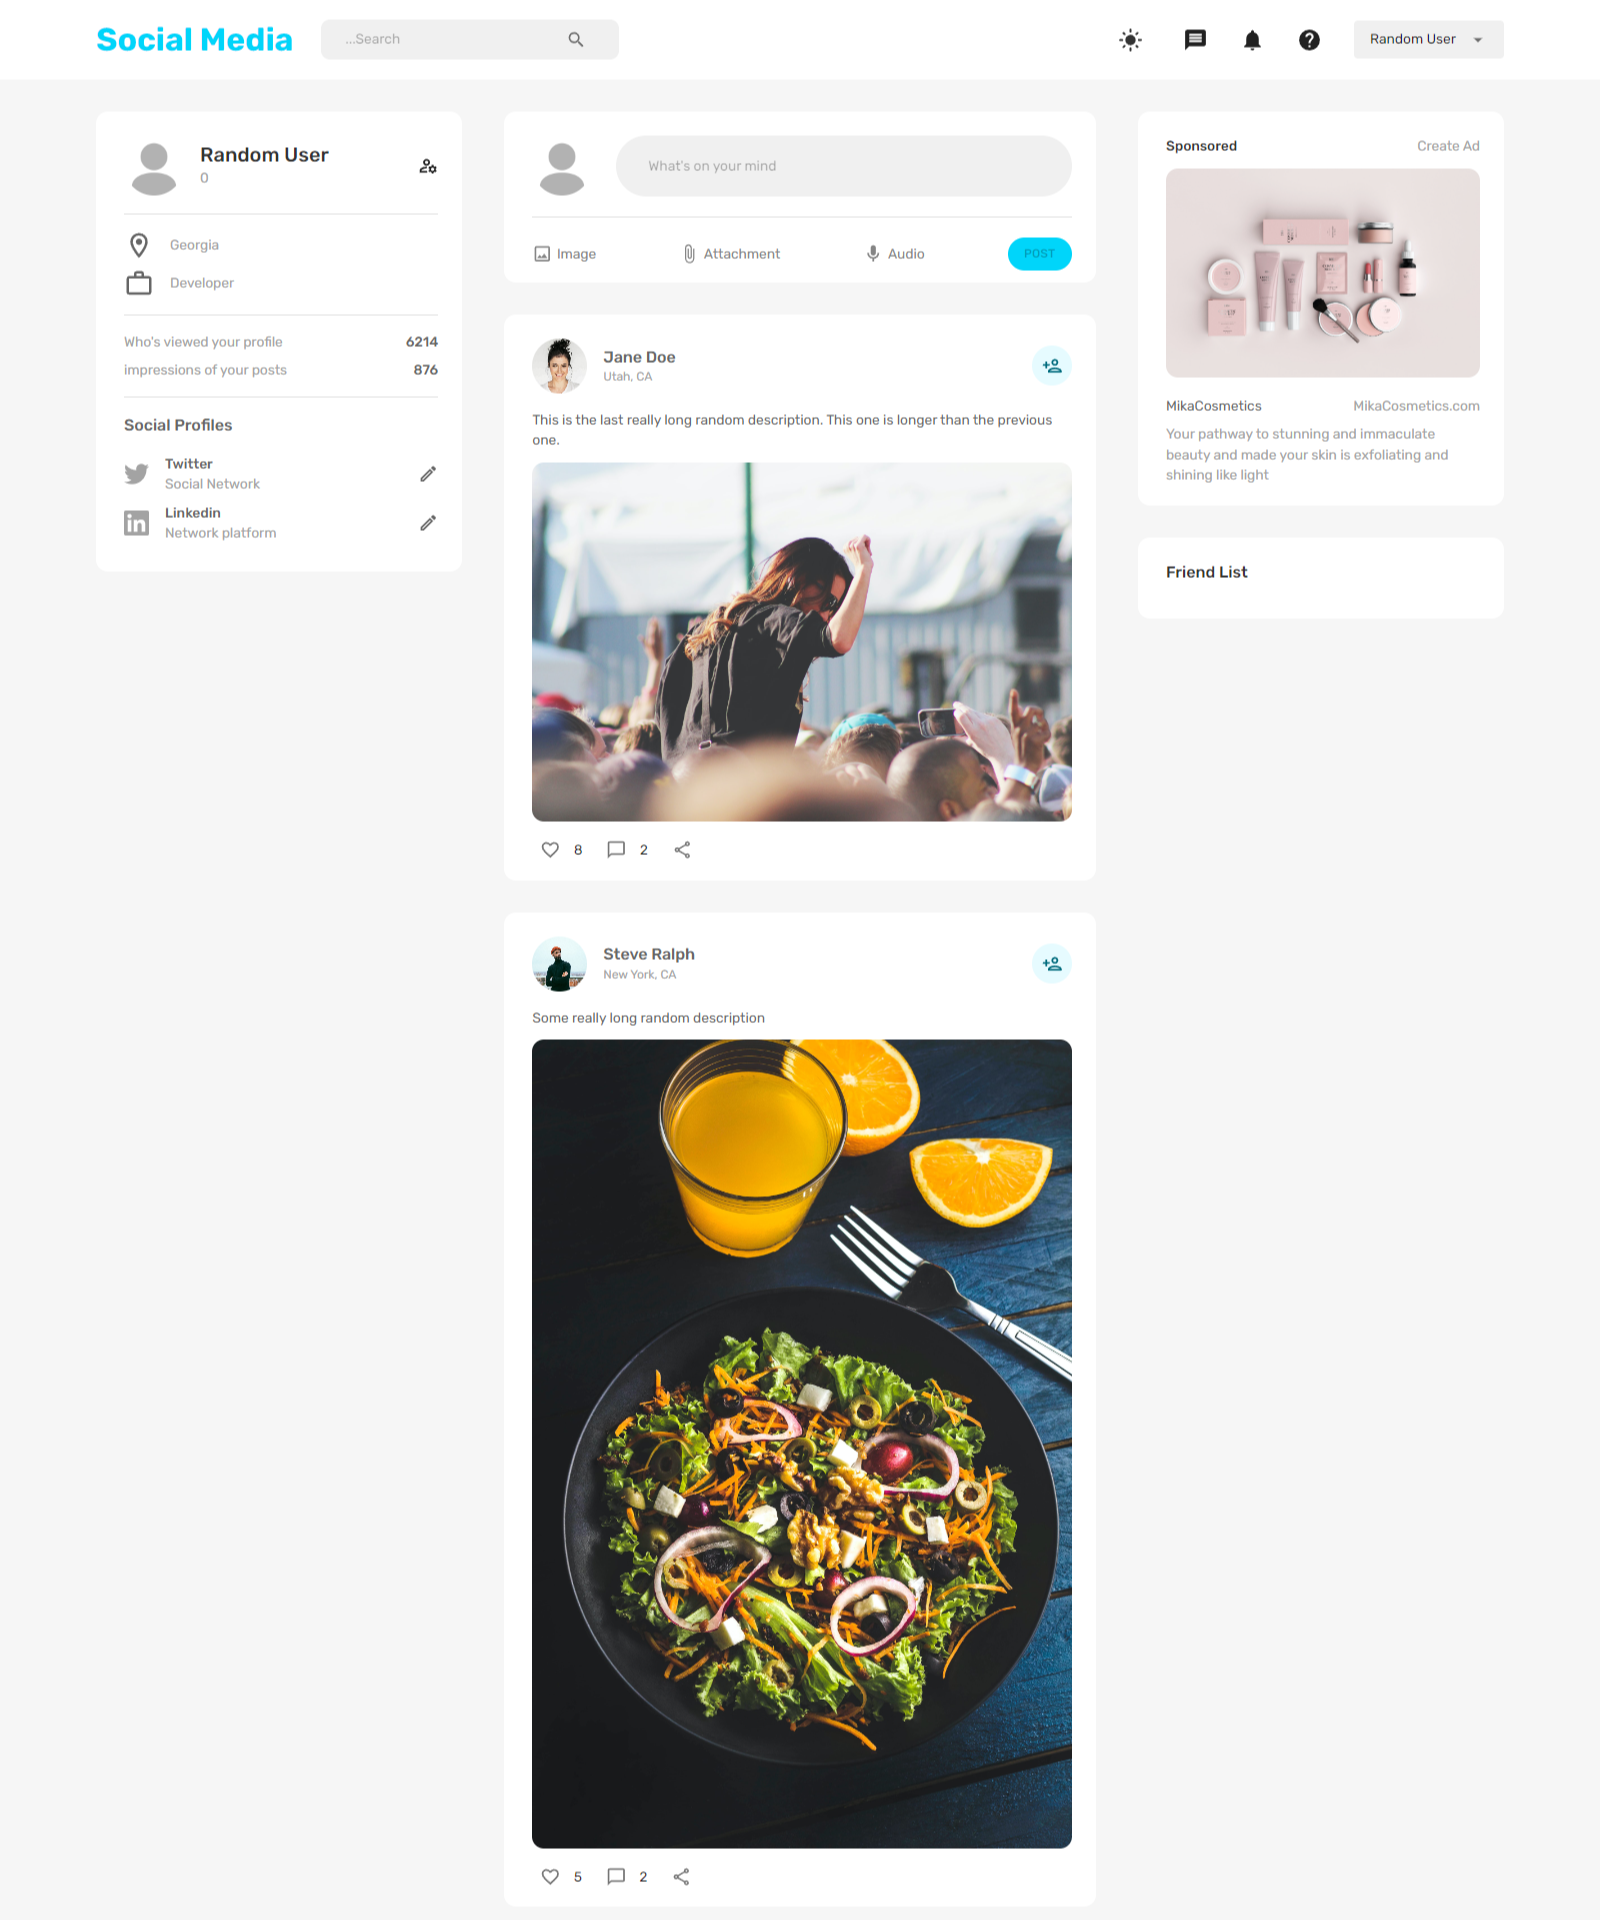 Social Media
...Search
Random User
Random User
0
Georgia
Developer
Who's viewed your profile
6214
impressions of your posts
876
Social Profiles
Twitter
Social Network
Linkedin
Network platform
What's on your mind
Image
Attachment
Audio
POST
Jane Doe
Utah, CA
This is the last really long random description. This one is longer than the previous
one.
8
2
Steve Ralph
New York, CA
Some really long random description
5
2
Sponsored
Create Ad
MikaCosmetics
MikaCosmetics.com
Your pathway to stunning and immaculate
beauty and made your skin is exfoliating and
shining like light
Friend List